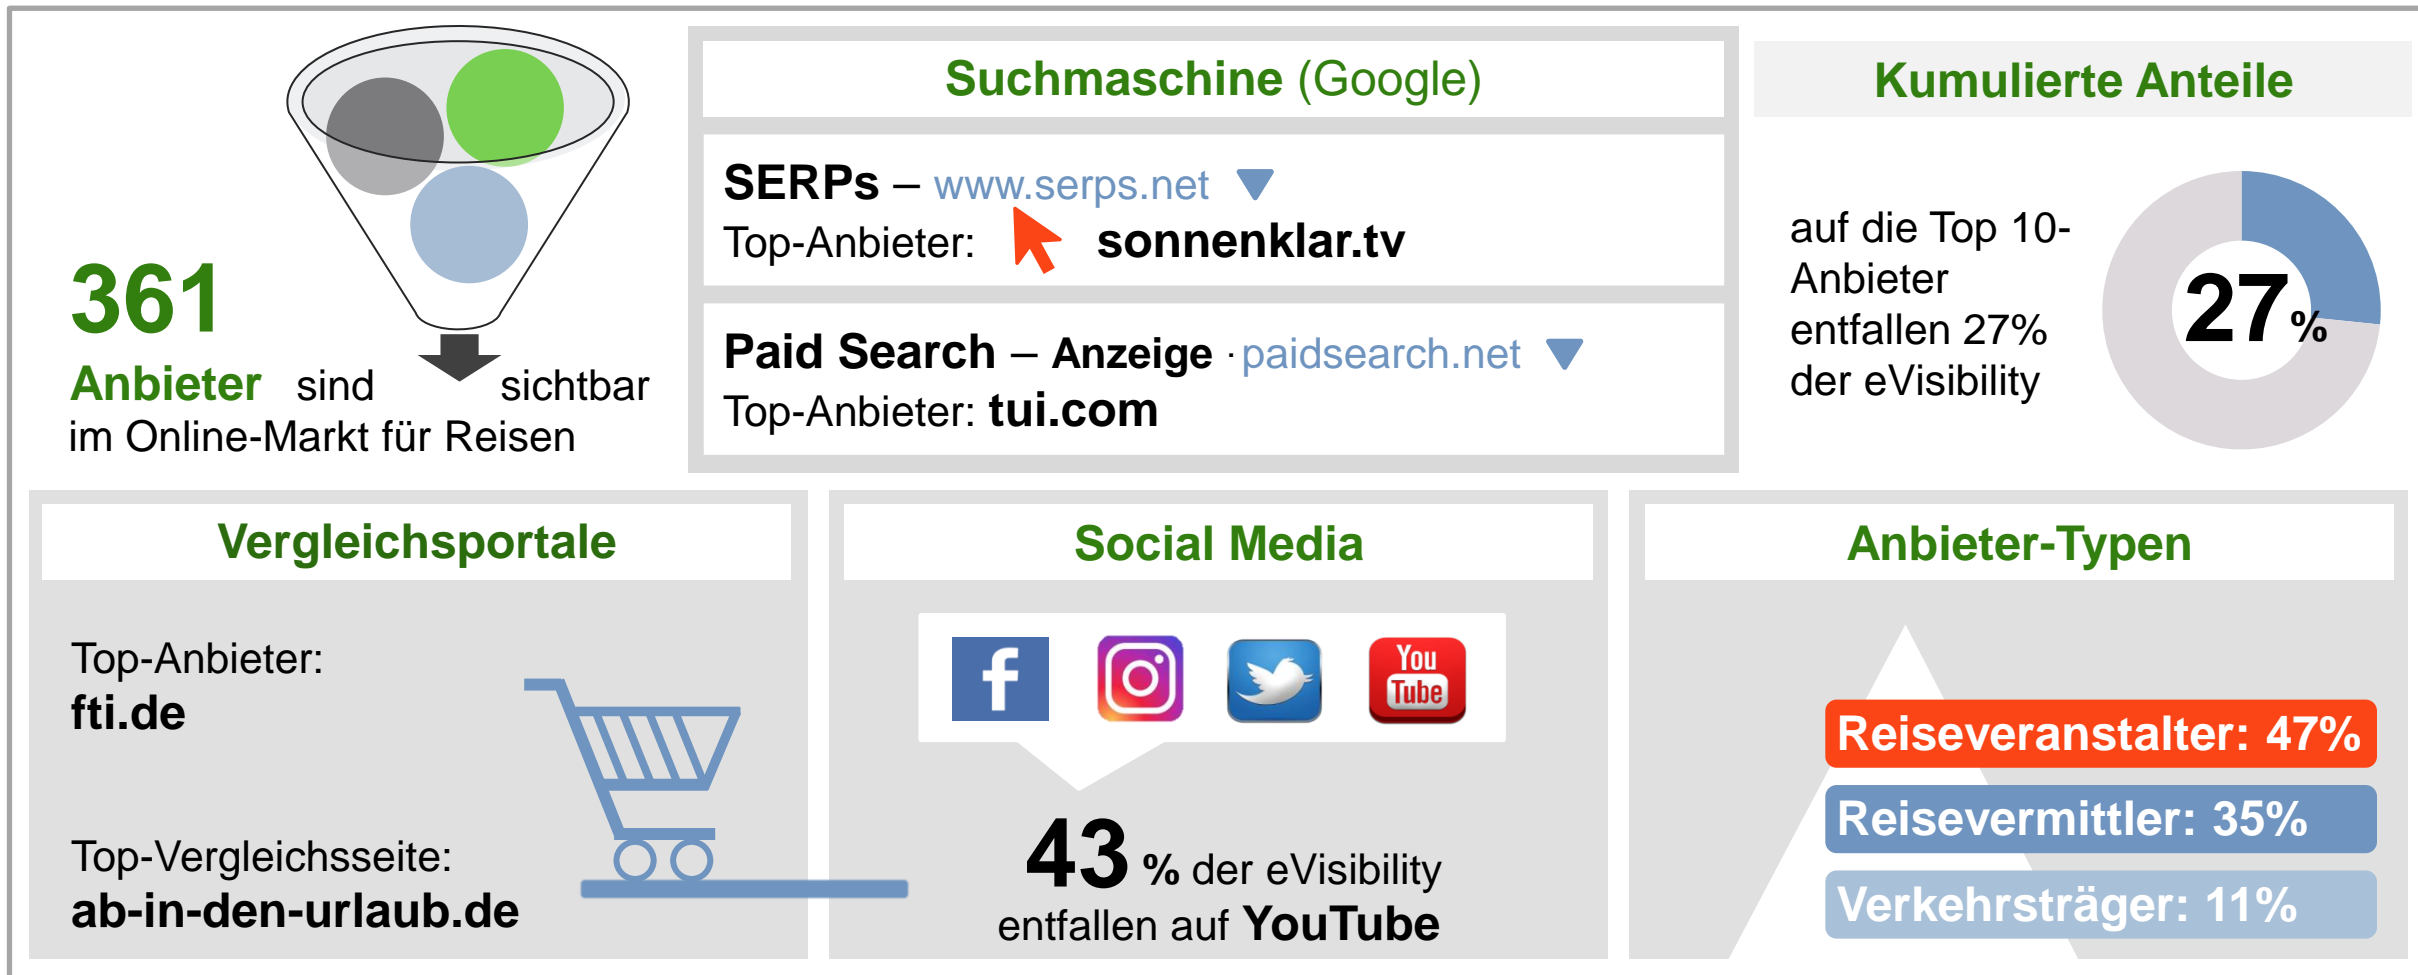 361
Anbieter sind sichtbar
im Online-Markt für Reisen
Suchmaschine (Google)
SERPs – www.serps.net
Top-Anbieter: sonnenklar.tv
Paid Search – Anzeige · paidsearch.net
Top-Anbieter: tui.com
Kumulierte Anteile
auf die Top 10-
Anbieter
entfallen 27%
der eVisibility
27%
Vergleichsportale
Top-Anbieter:
fti.de
Top-Vergleichsseite:
ab-in-den-urlaub.de
Social Media
f
You
Tube
43 % der eVisibility
entfallen auf YouTube
Anbieter-Typen
Reiseveranstalter: 47%
Reisevermittler: 35%
Verkehrsträger: 11%